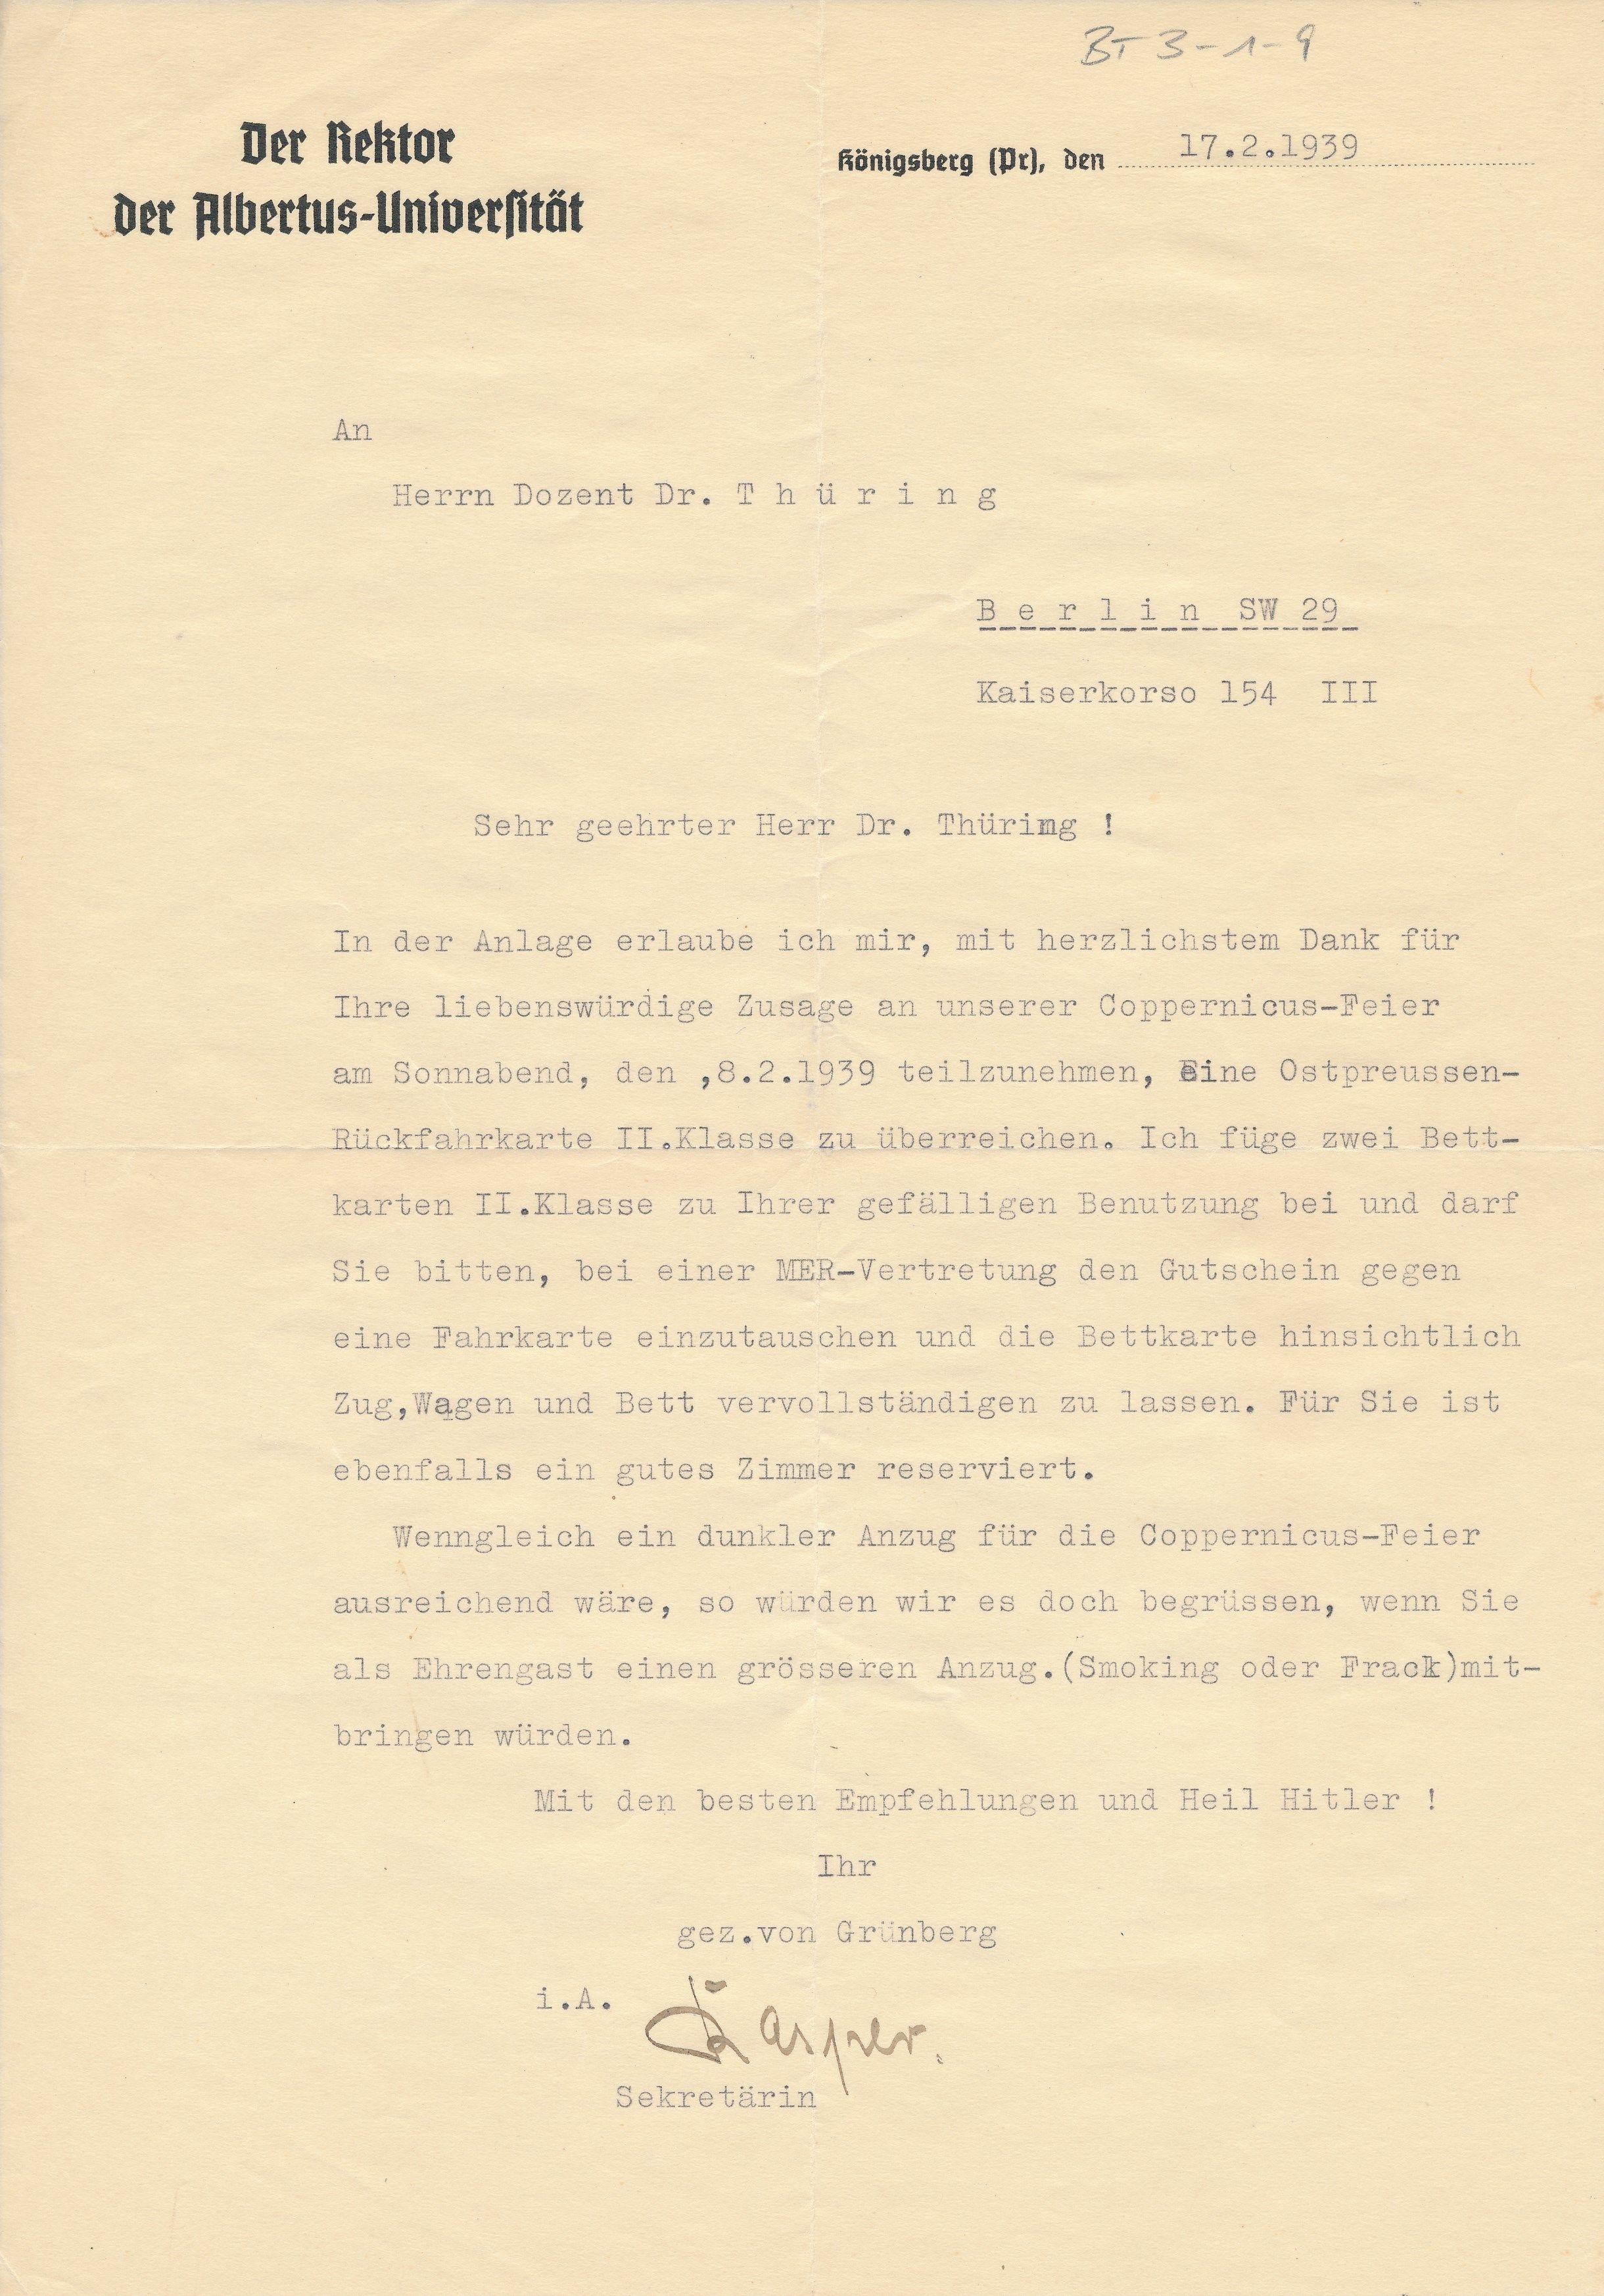 BT 3-1-9
Der Rektor
der Albertus-Universität
Königsberg (Pr), den 17.2.1939
An
Herrn Dozent Dr. T h ü r i n g
B e r l i n SW 29
Kaiserkorso 154 III
Sehr geehrter Herr Dr. Thüring !
In der Anlage erlaube ich mir, mit herzlichstem Dank für
Ihre liebenswürdige Zusage an unserer Coppernicus-Feier
am Sonnabend, den ,8.2.1939 teilzunehmen, Eine Ostpreussen-
Rückfahrkarte II.Klasse zu überreichen. Ich füge zwei Bett-
karten II.Klasse zu Ihrer gefälligen Benutzung bei und darf
Sie bitten, bei einer MER-Vertretung den Gutschein gegen
eine Fahrkarte einzutauschen und die Bettkarte hinsichtlich
Zug,Wagen und Bett vervollständigen zu lassen. Für Sie ist
ebenfalls ein gutes Zimmer reserviert.
Wenngleich ein dunkler Anzug für die Coppernicus-Feier
ausreichend wäre, so würden wir es doch begrüssen, wenn Sie
als Ehrengast einen grösseren Anzug.(Smoking oder Frack)mit-
bringen würden.
Mit den besten Empfehlungen und Heil Hitler !
Ihr
gez.von Grünberg
i.A. Kasper.
Sekretärin